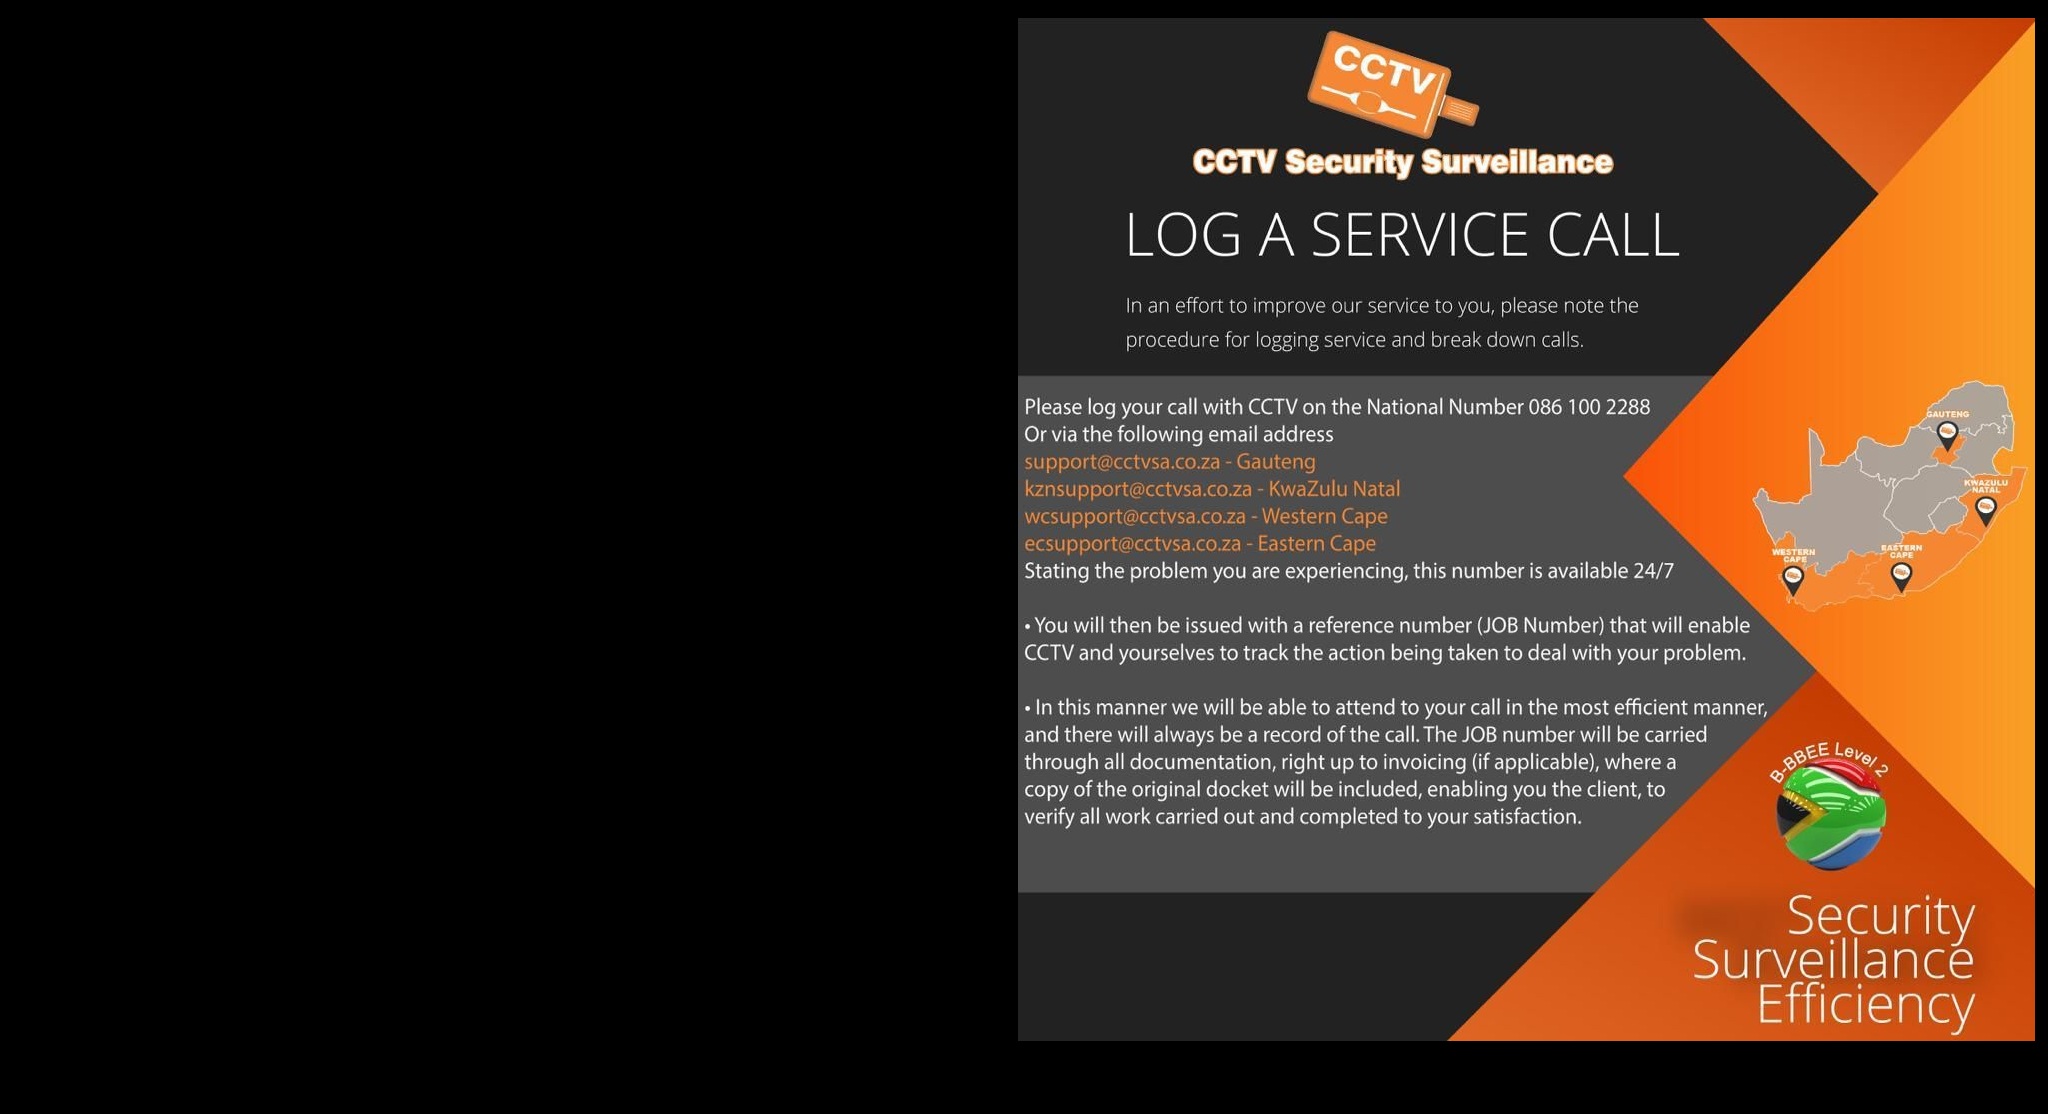 CCTV
CCTV Security Surveillance
LOG A SERVICE CALL
In an effort to improve our service to you, please note the
procedure for logging service and break down calls.
Please log your call with CCTV on the National Number 086 100 2288
Or via the following email address
support@cctvsa.co.za - Gauteng
kznsupport@cctvsa.co.za - KwaZulu Natal
wcsupport@cctvsa.co.za - Western Cape
ecsupport@cctvsa.co.za - Eastern Cape
Stating the problem you are experiencing, this number is available 24/7
• You will then be issued with a reference number (JOB Number) that will enable
CCTV and yourselves to track the action being taken to deal with your problem.
• In this manner we will be able to attend to your call in the most efficient manner,
and there will always be a record of the call. The JOB number will be carried
through all documentation, right up to invoicing (if applicable), where a
copy of the original docket will be included, enabling you the client, to
verify all work carried out and completed to your satisfaction.
GAUTENG
KWAZULU
NATAL
EASTERN
CAPE
WESTERN
CAPE
B-BBEE Level 2
Security
Surveillance
Efficiency